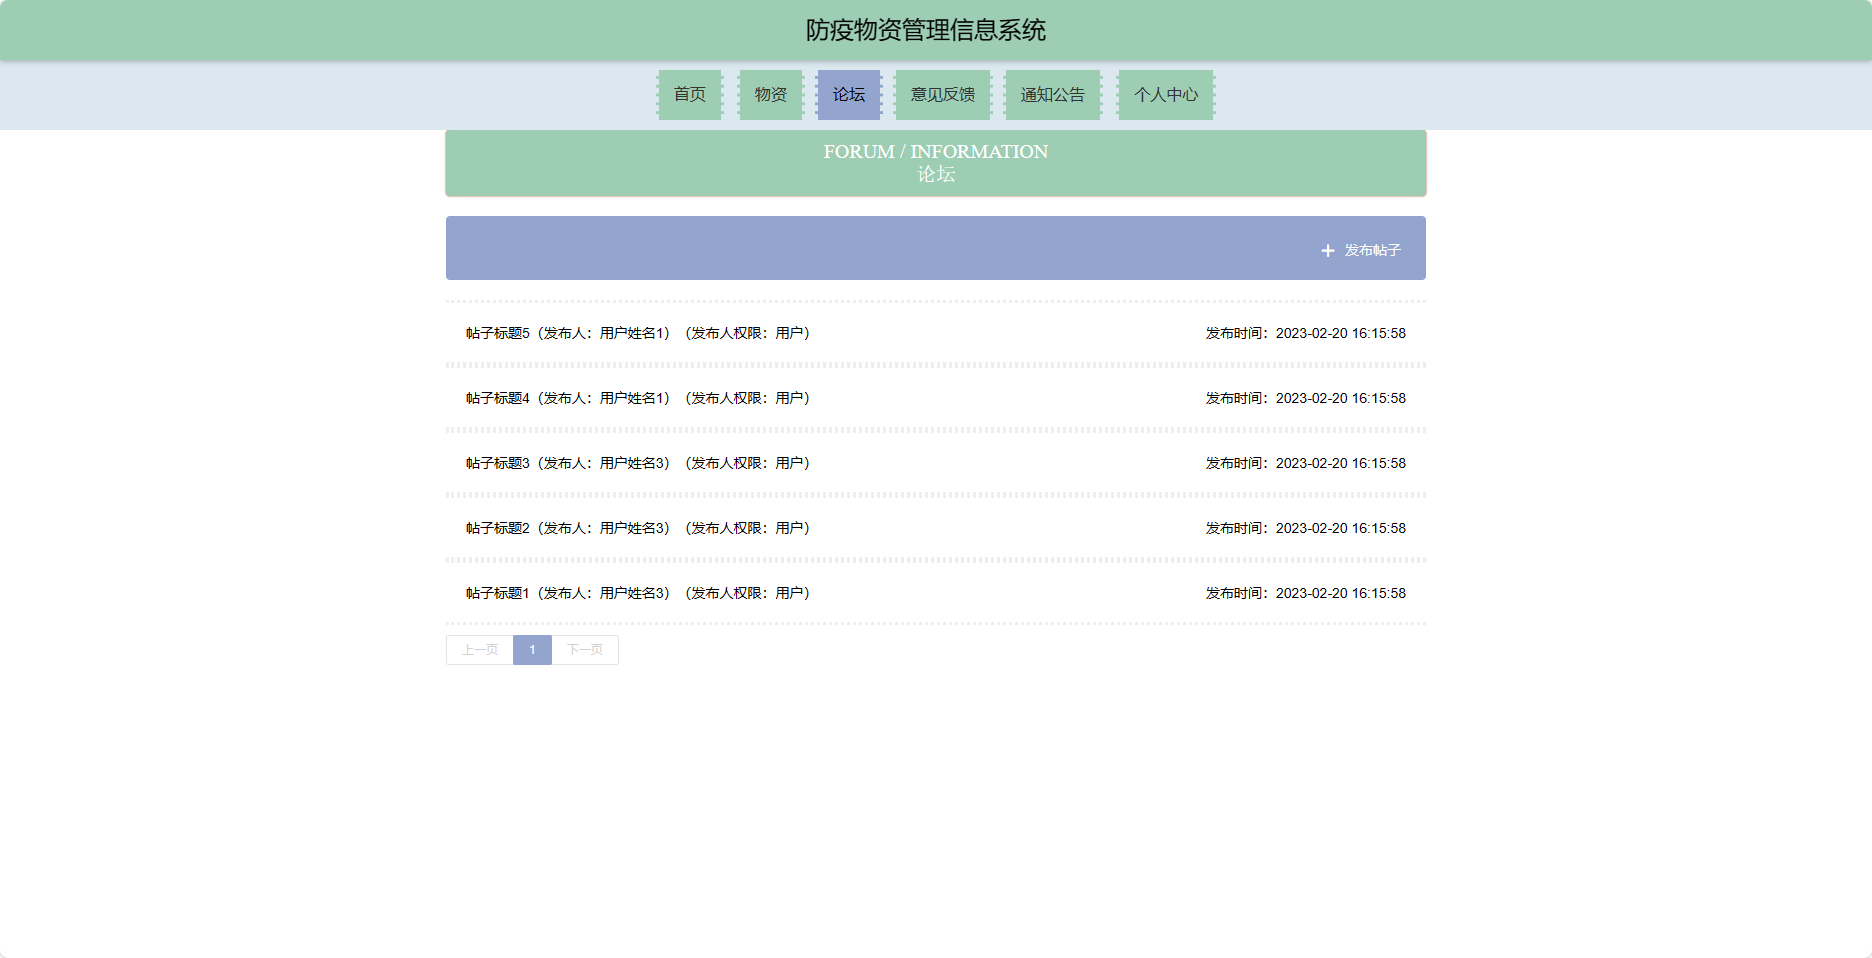 防疫物资管理信息系统
首页 物资 论坛 意见反馈 通知公告 个人中心
FORUM / INFORMATION
论坛
+ 发布帖子
帖子标题5（发布人：用户姓名1）（发布人权限：用户） 发布时间：2023-02-20 16:15:58
帖子标题4（发布人：用户姓名1）（发布人权限：用户） 发布时间：2023-02-20 16:15:58
帖子标题3（发布人：用户姓名3）（发布人权限：用户） 发布时间：2023-02-20 16:15:58
帖子标题2（发布人：用户姓名3）（发布人权限：用户） 发布时间：2023-02-20 16:15:58
帖子标题1（发布人：用户姓名3）（发布人权限：用户） 发布时间：2023-02-20 16:15:58
上一页 1 下一页